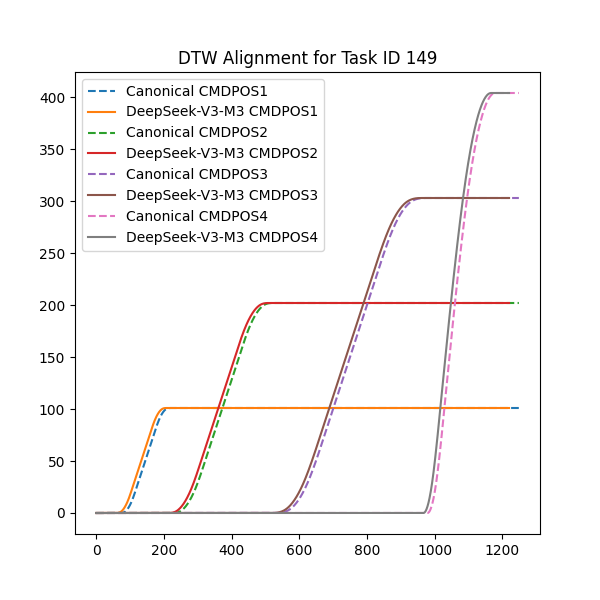 DTW Alignment for Task ID 149
Canonical CMDPOS1
DeepSeek-V3-M3 CMDPOS1
Canonical CMDPOS2
DeepSeek-V3-M3 CMDPOS2
Canonical CMDPOS3
DeepSeek-V3-M3 CMDPOS3
Canonical CMDPOS4
DeepSeek-V3-M3 CMDPOS4
400
350
300
250
200
150
100
50
0
0 200 400 600 800 1000 1200